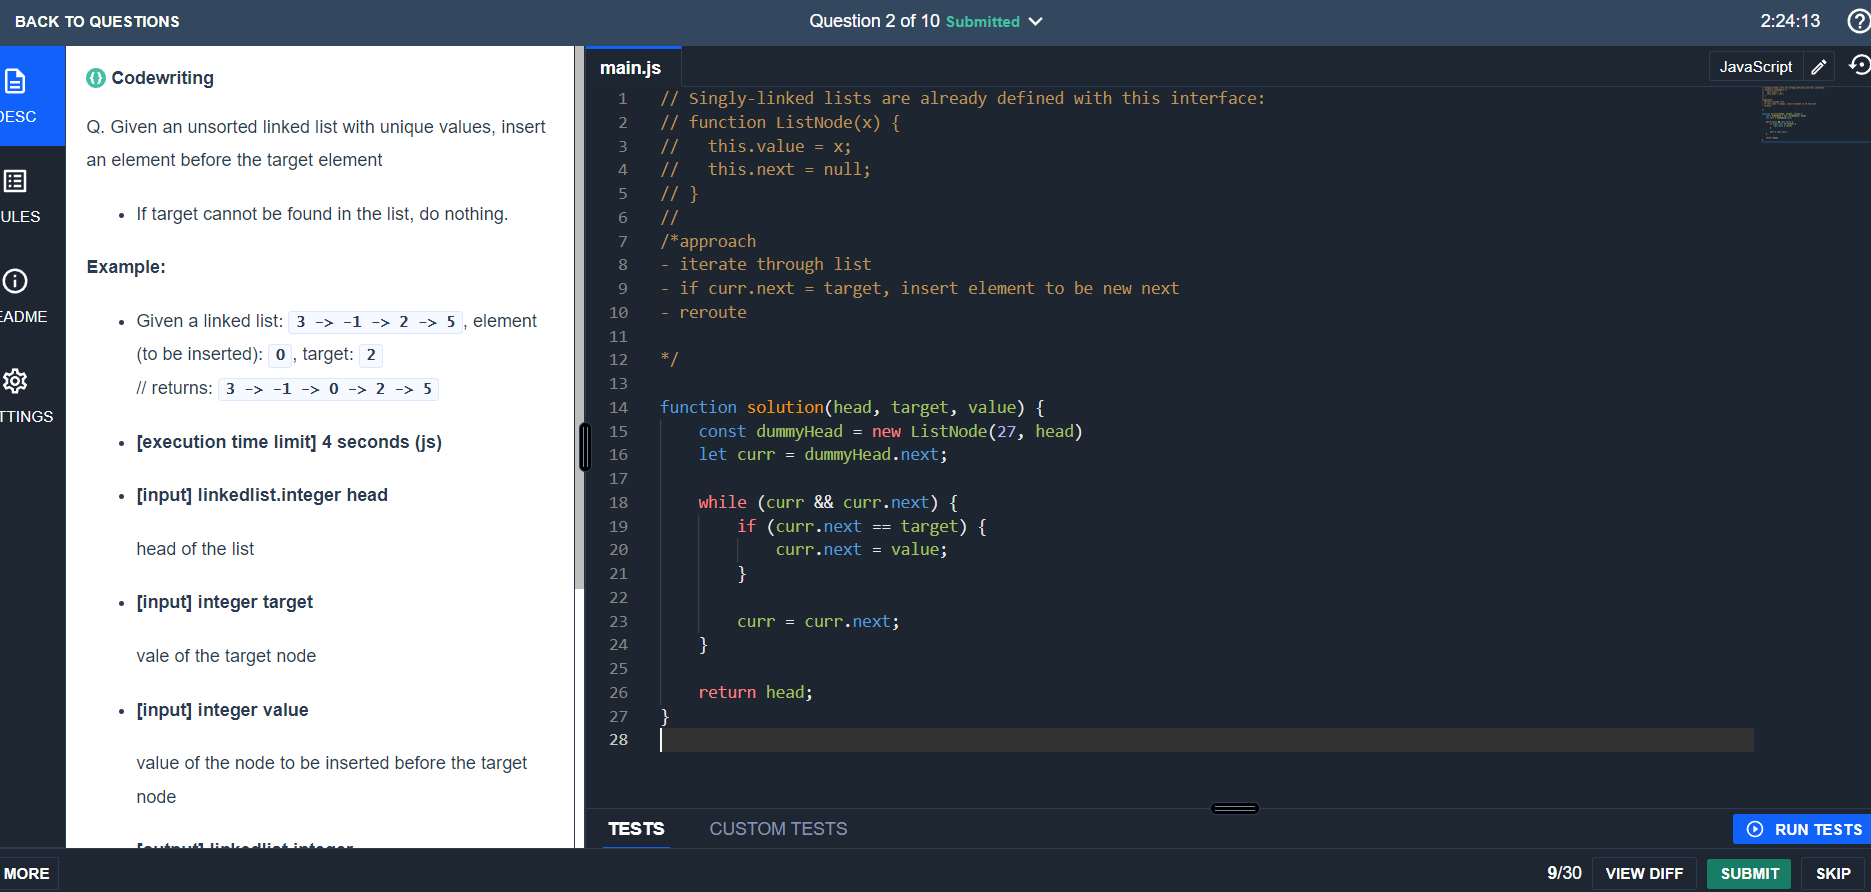 BACK TO QUESTIONS
Question 2 of 10 Submitted
2:24:13
DESC
ULES
EADME
TTINGS
MORE
Codewriting
Q. Given an unsorted linked list with unique values, insert
an element before the target element
• If target cannot be found in the list, do nothing.
Example:
• Given a linked list: 3 -> -1 -> 2 -> 5 , element
(to be inserted): 0 , target: 2
// returns: 3 -> -1 -> 0 -> 2 -> 5
• [execution time limit] 4 seconds (js)
• [input] linkedlist.integer head
head of the list
• [input] integer target
vale of the target node
• [input] integer value
value of the node to be inserted before the target
node
[output] linkedlist.integer
main.js
JavaScript
1 // Singly-linked lists are already defined with this interface:
2 // function ListNode(x) {
3 //   this.value = x;
4 //   this.next = null;
5 // }
6 //
7 /*approach
8 - iterate through list
9 - if curr.next = target, insert element to be new next
10 - reroute
11
12 */
13
14 function solution(head, target, value) {
15     const dummyHead = new ListNode(27, head)
16     let curr = dummyHead.next;
17
18     while (curr && curr.next) {
19         if (curr.next == target) {
20             curr.next = value;
21         }
22
23         curr = curr.next;
24     }
25
26     return head;
27 }
28
TESTS
CUSTOM TESTS
RUN TESTS
9/30
VIEW DIFF
SUBMIT
SKIP